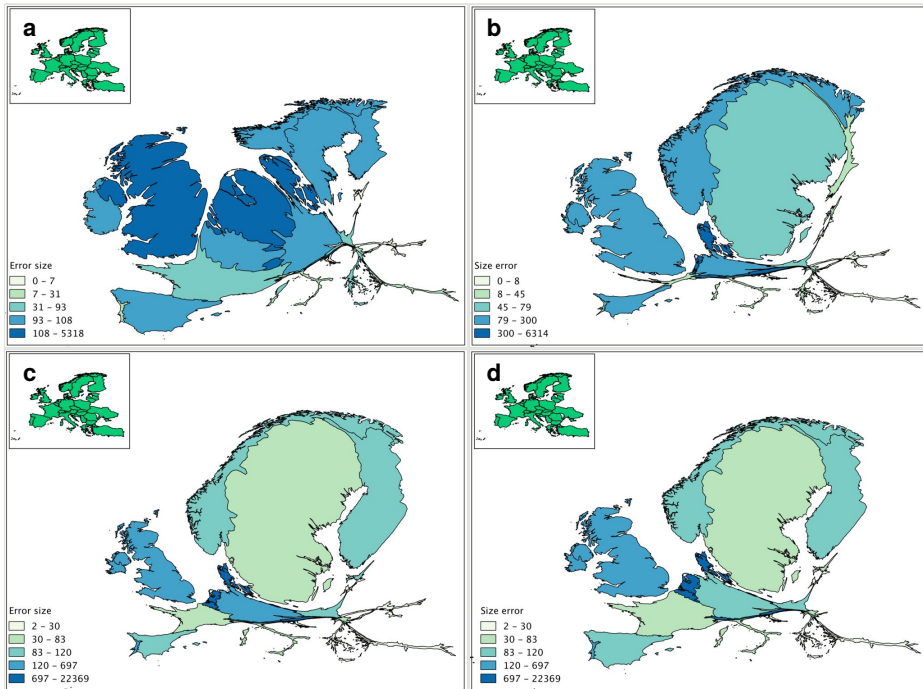 a
Error size
0 – 7
7 – 31
31 – 93
93 – 108
108 – 5318
b
Size error
0 – 8
8 – 45
45 – 79
79 – 300
300 – 6314
c
Error size
2 – 30
30 – 83
83 – 120
120 – 697
697 – 22369
d
Size error
2 – 30
30 – 83
83 – 120
120 – 697
697 – 22369